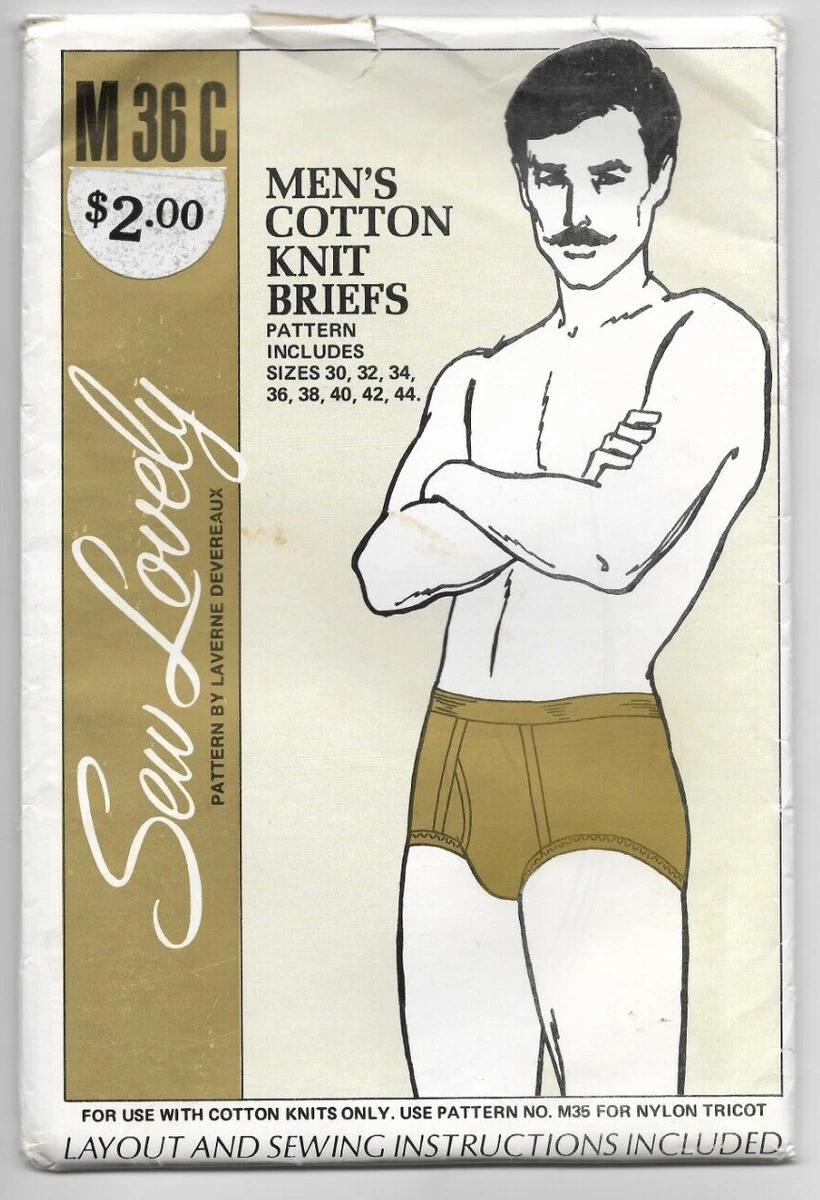 M 36 C
$2.00
MEN'S
COTTON
KNIT
BRIEFS
PATTERN
INCLUDES
SIZES 30, 32, 34,
36, 38, 40, 42, 44.
Sew Lovely
PATTERN BY LAVERNE DEVEREAUX
FOR USE WITH COTTON KNITS ONLY. USE PATTERN NO. M35 FOR NYLON TRICOT
LAYOUT AND SEWING INSTRUCTIONS INCLUDED